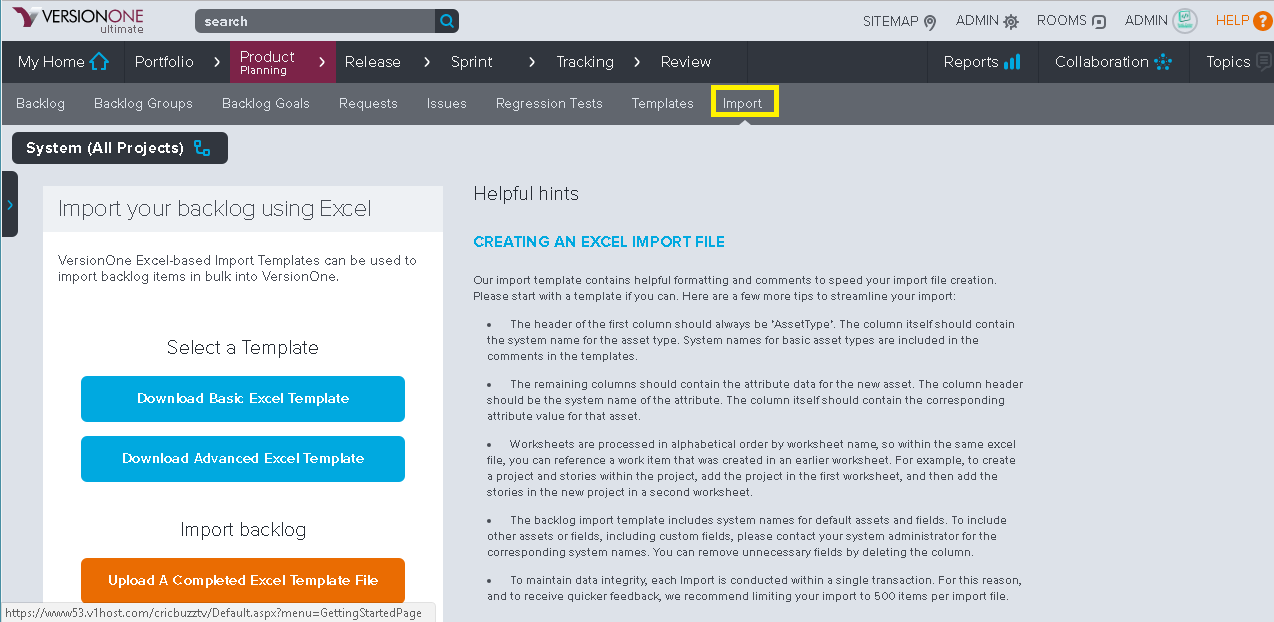 VERSIONONE
ultimate
search
SITEMAP ADMIN ROOMS ADMIN HELP ?
My Home Portfolio > Product > Release > Sprint > Tracking > Review Reports Collaboration Topics
Planning
Backlog Backlog Groups Backlog Goals Requests Issues Regression Tests Templates Import
System (All Projects)
Import your backlog using Excel
VersionOne Excel-based Import Templates can be used to
import backlog items in bulk into VersionOne.
Select a Template
Download Basic Excel Template
Download Advanced Excel Template
Import backlog
Upload A Completed Excel Template File
Helpful hints
CREATING AN EXCEL IMPORT FILE
Our import template contains helpful formatting and comments to speed your import file creation.
Please start with a template if you can. Here are a few more tips to streamline your import:
• The header of the first column should always be "AssetType". The column itself should contain
the system name for the asset type. System names for basic asset types are included in the
comments in the templates.
• The remaining columns should contain the attribute data for the new asset. The column header
should be the system name of the attribute. The column itself should contain the corresponding
attribute value for that asset.
• Worksheets are processed in alphabetical order by worksheet name, so within the same excel
file, you can reference a work item that was created in an earlier worksheet. For example, to create
a project and stories within the project, add the project in the first worksheet, and then add the
stories in the new project in a second worksheet.
• The backlog import template includes system names for default assets and fields. To include
other assets or fields, including custom fields, please contact your system administrator for the
corresponding system names. You can remove unnecessary fields by deleting the column.
• To maintain data integrity, each Import is conducted within a single transaction. For this reason,
and to receive quicker feedback, we recommend limiting your import to 500 items per import file.
https://www53.v1host.com/cricbuzztv/Default.aspx?menu=GettingStartedPage